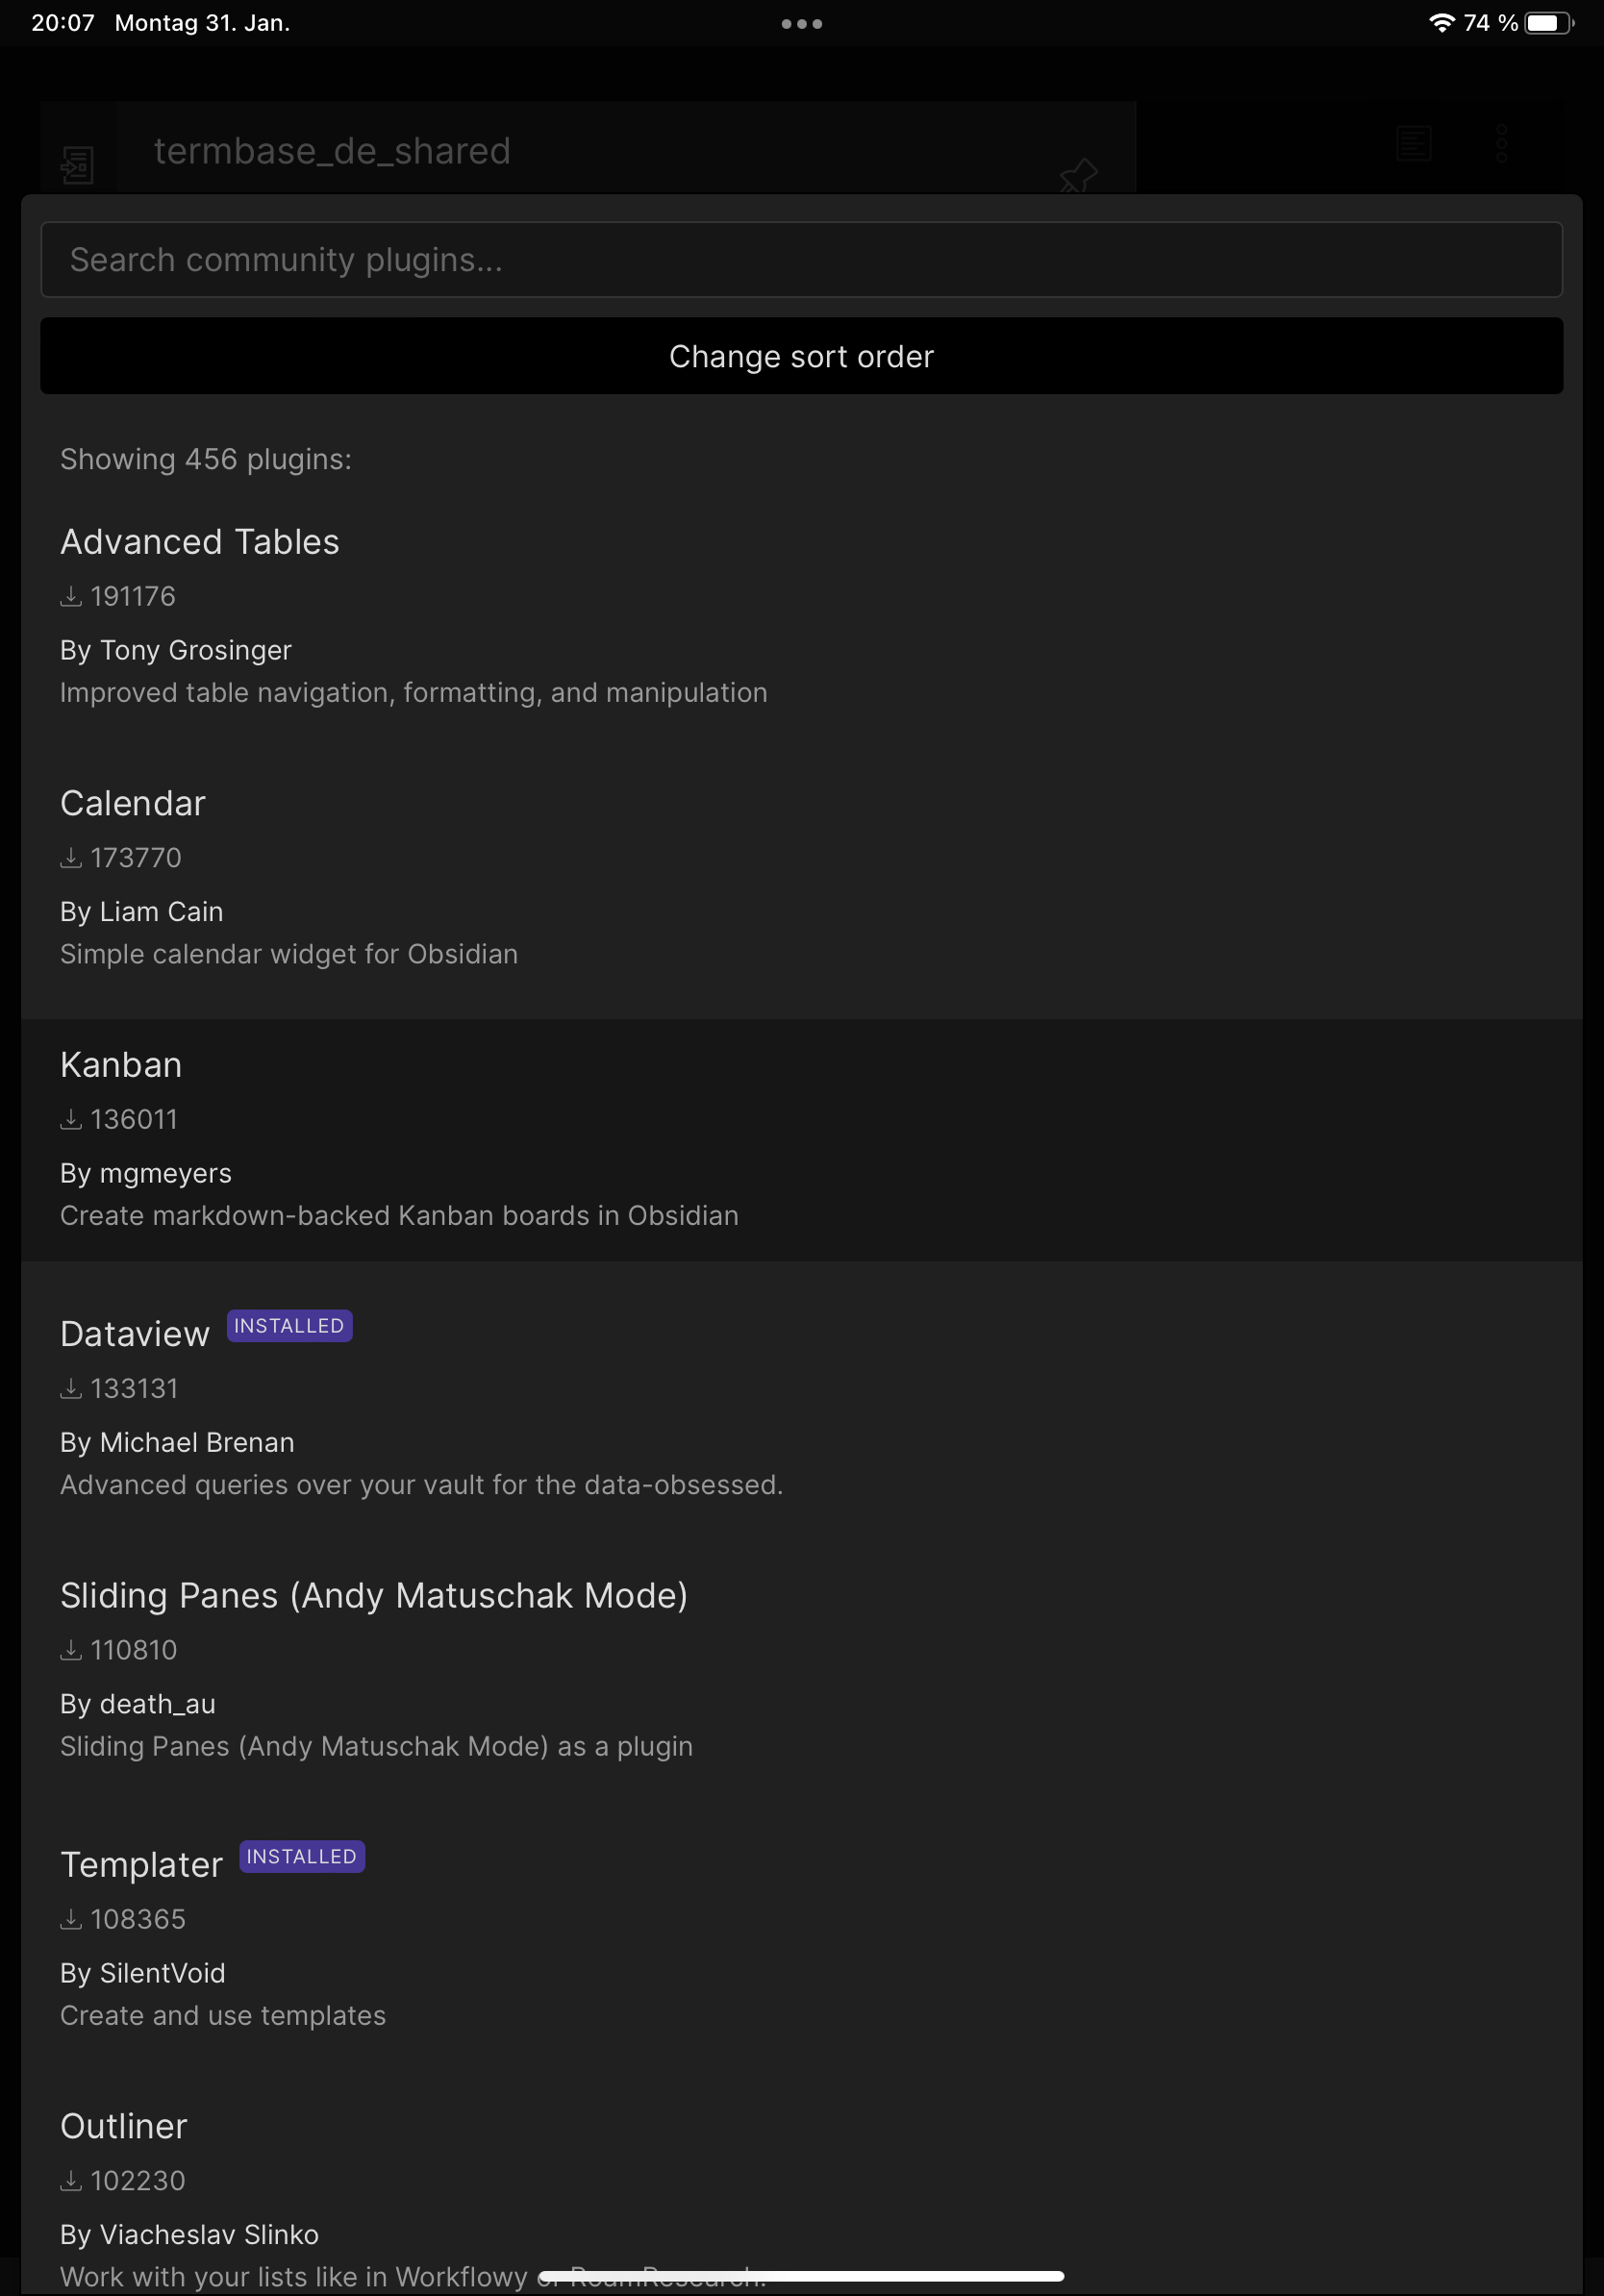 20:07 Montag 31. Jan.
74 %
termbase_de_shared
Search community plugins...
Change sort order
Showing 456 plugins:
Advanced Tables
191176
By Tony Grosinger
Improved table navigation, formatting, and manipulation
Calendar
173770
By Liam Cain
Simple calendar widget for Obsidian
Kanban
136011
By mgmeyers
Create markdown-backed Kanban boards in Obsidian
Dataview INSTALLED
133131
By Michael Brenan
Advanced queries over your vault for the data-obsessed.
Sliding Panes (Andy Matuschak Mode)
110810
By death_au
Sliding Panes (Andy Matuschak Mode) as a plugin
Templater INSTALLED
108365
By SilentVoid
Create and use templates
Outliner
102230
By Viacheslav Slinko
Work with your lists like in Workflowy or RoamResearch.